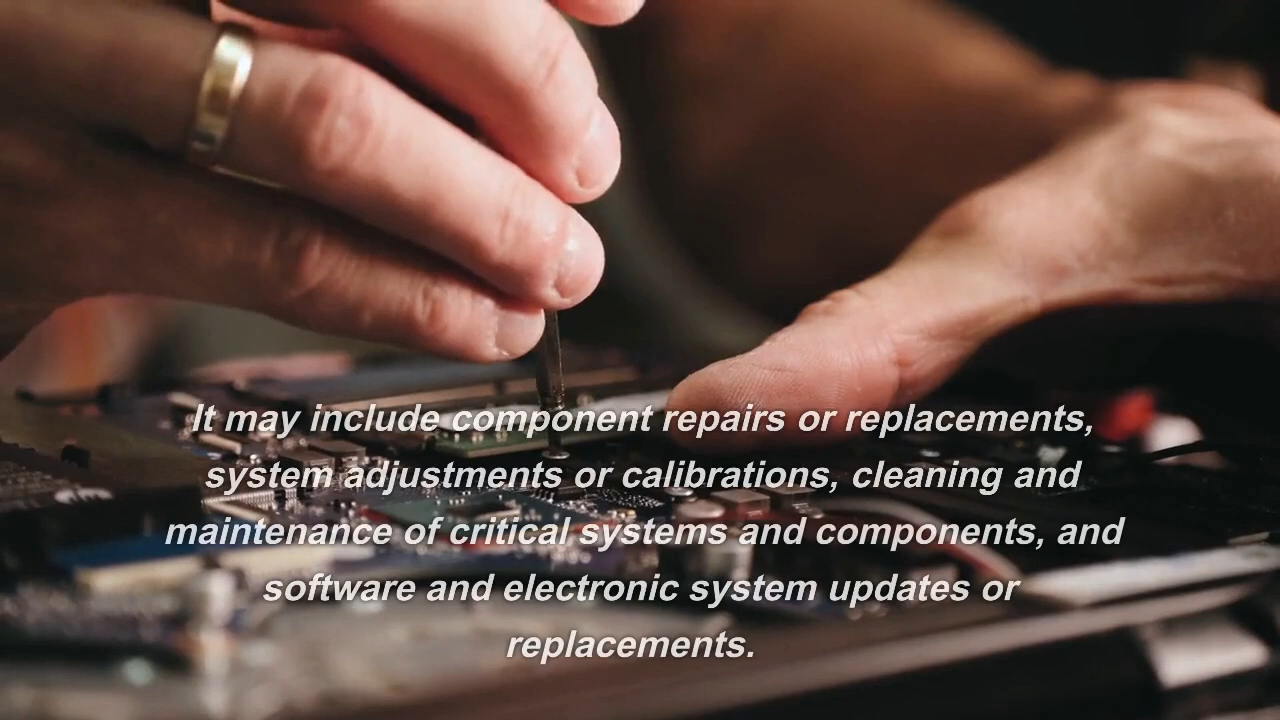 It may include component repairs or replacements,
system adjustments or calibrations, cleaning and
maintenance of critical systems and components, and
software and electronic system updates or
replacements.